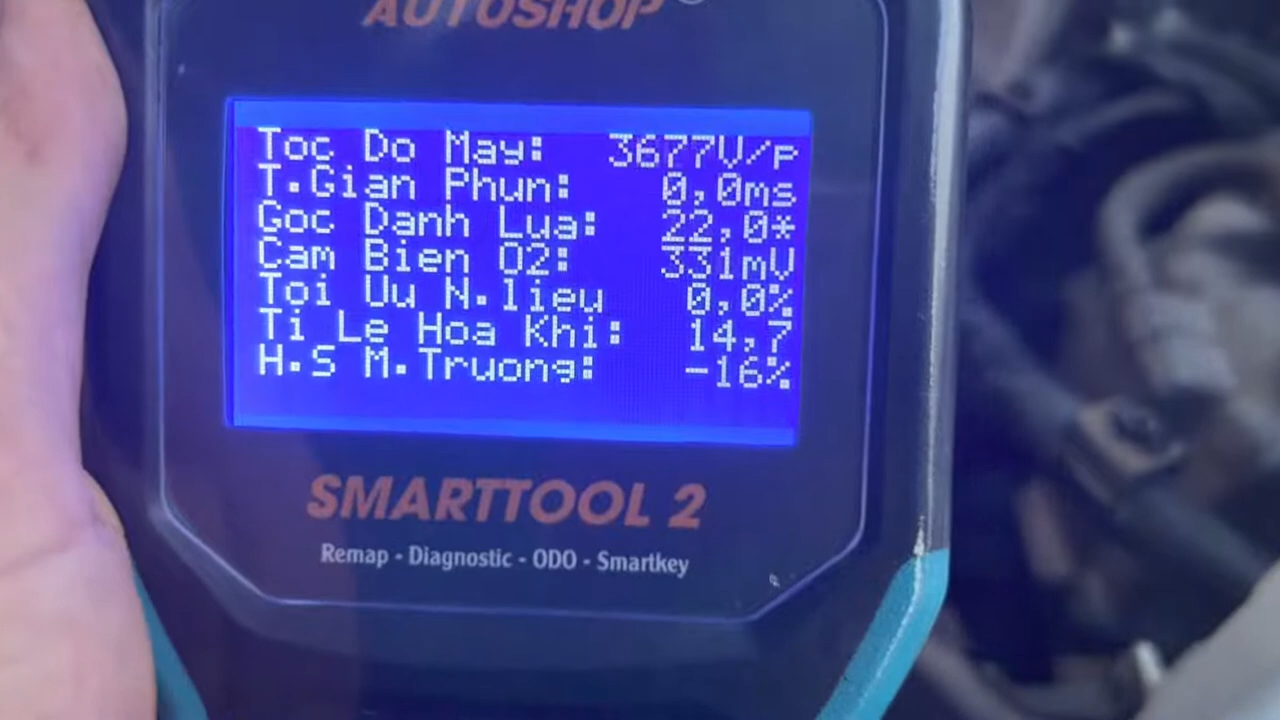 AUTOSHOP
Toc Do May: 3677V/p
T.Gian Phun: 0,0ms
Goc Danh Lua: 22,0*
Cam Bien O2: 331mV
Toi Uu N.lieu 0,0%
Ti Le Hoa Khi: 14,7
H.S M.Truong: -16%
SMARTTOOL 2
Remap - Diagnostic - ODO - Smartkey